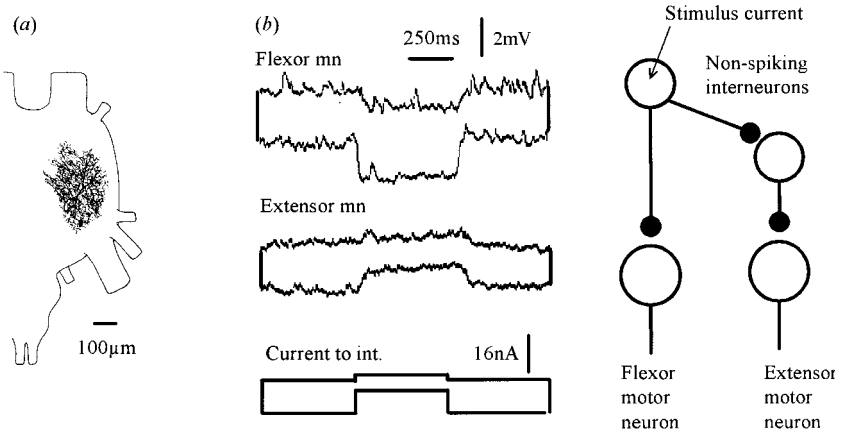 (a)
100μm
(b)
250ms
2mV
Flexor mn
Extensor mn
Current to int.
16nA
Stimulus current
Non-spiking
interneurons
Flexor
motor
neuron
Extensor
motor
neuron